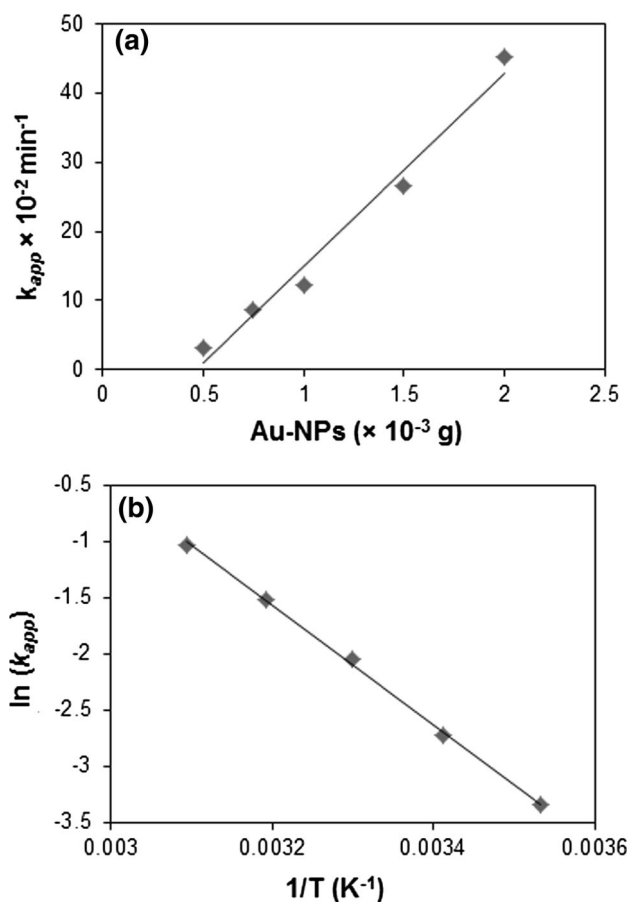 (a)
k_app × 10⁻² min⁻¹
50
40
30
20
10
0
0 0.5 1 1.5 2 2.5
Au-NPs (× 10⁻³ g)
(b)
ln (k_app)
-0.5
-1
-1.5
-2
-2.5
-3
-3.5
0.003 0.0032 0.0034 0.0036
1/T (K⁻¹)